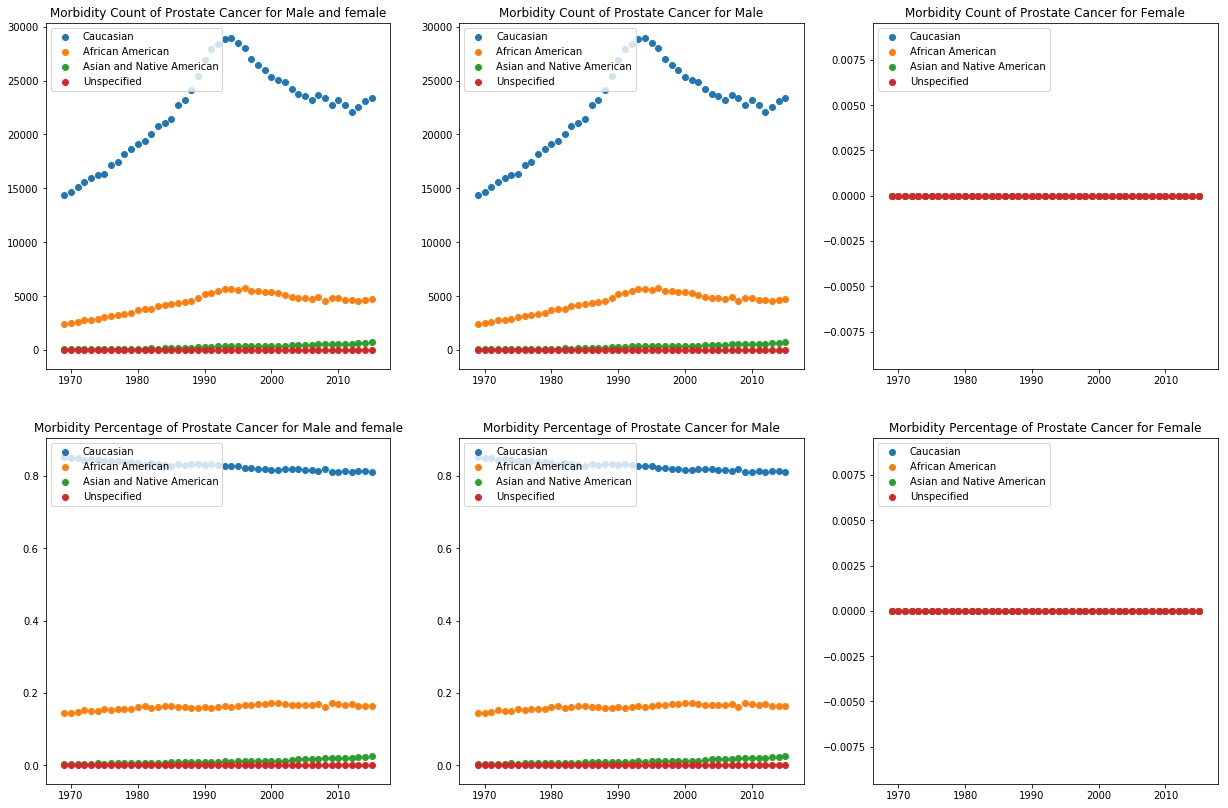 Morbidity Count of Prostate Cancer for Male and female
30000
25000
20000
15000
10000
5000
0
Caucasian
African American
Asian and Native American
Unspecified
1970 1980 1990 2000 2010
Morbidity Count of Prostate Cancer for Male
30000
25000
20000
15000
10000
5000
0
Caucasian
African American
Asian and Native American
Unspecified
1970 1980 1990 2000 2010
Morbidity Count of Prostate Cancer for Female
0.0075
0.0050
0.0025
0.0000
−0.0025
−0.0050
−0.0075
Caucasian
African American
Asian and Native American
Unspecified
1970 1980 1990 2000 2010
Morbidity Percentage of Prostate Cancer for Male and female
0.8
0.6
0.4
0.2
0.0
Caucasian
African American
Asian and Native American
Unspecified
1970 1980 1990 2000 2010
Morbidity Percentage of Prostate Cancer for Male
0.8
0.6
0.4
0.2
0.0
Caucasian
African American
Asian and Native American
Unspecified
1970 1980 1990 2000 2010
Morbidity Percentage of Prostate Cancer for Female
0.0075
0.0050
0.0025
0.0000
−0.0025
−0.0050
−0.0075
Caucasian
African American
Asian and Native American
Unspecified
1970 1980 1990 2000 2010